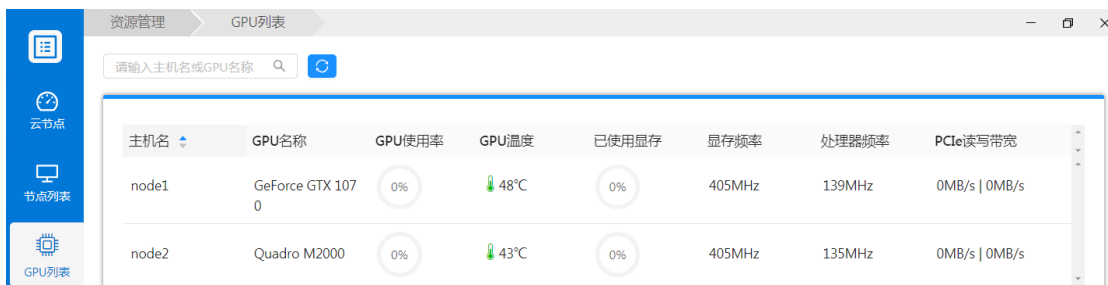 资源管理 GPU列表
请输入主机名或GPU名称
云节点
节点列表
GPU列表
主机名 GPU名称 GPU使用率 GPU温度 已使用显存 显存频率 处理器频率 PCIe读写带宽
node1 GeForce GTX 107 0% 48℃ 0% 405MHz 139MHz 0MB/s | 0MB/s
0
node2 Quadro M2000 0% 43℃ 0% 405MHz 135MHz 0MB/s | 0MB/s